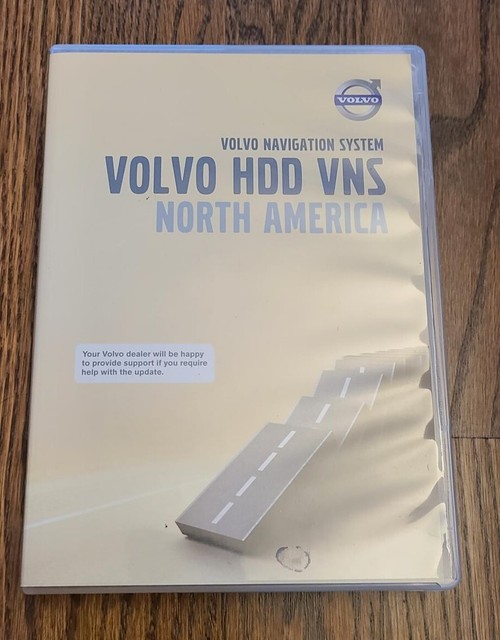 VOLVO
VOLVO NAVIGATION SYSTEM
VOLVO HDD VNS
NORTH AMERICA
Your Volvo dealer will be happy
to provide support if you require
help with the update.